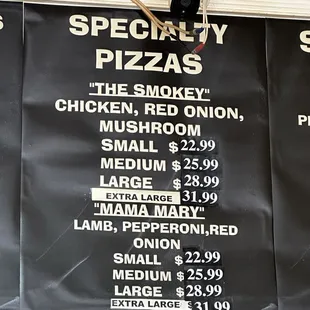 SPECIALTY
PIZZAS
"THE SMOKEY"
CHICKEN, RED ONION,
MUSHROOM
SMALL $22.99
MEDIUM $25.99
LARGE $28.99
EXTRA LARGE 31.99
"MAMA MARY"
LAMB, PEPPERONI,RED
ONION
SMALL $22.99
MEDIUM $25.99
LARGE $28.99
EXTRA LARGE $31.99